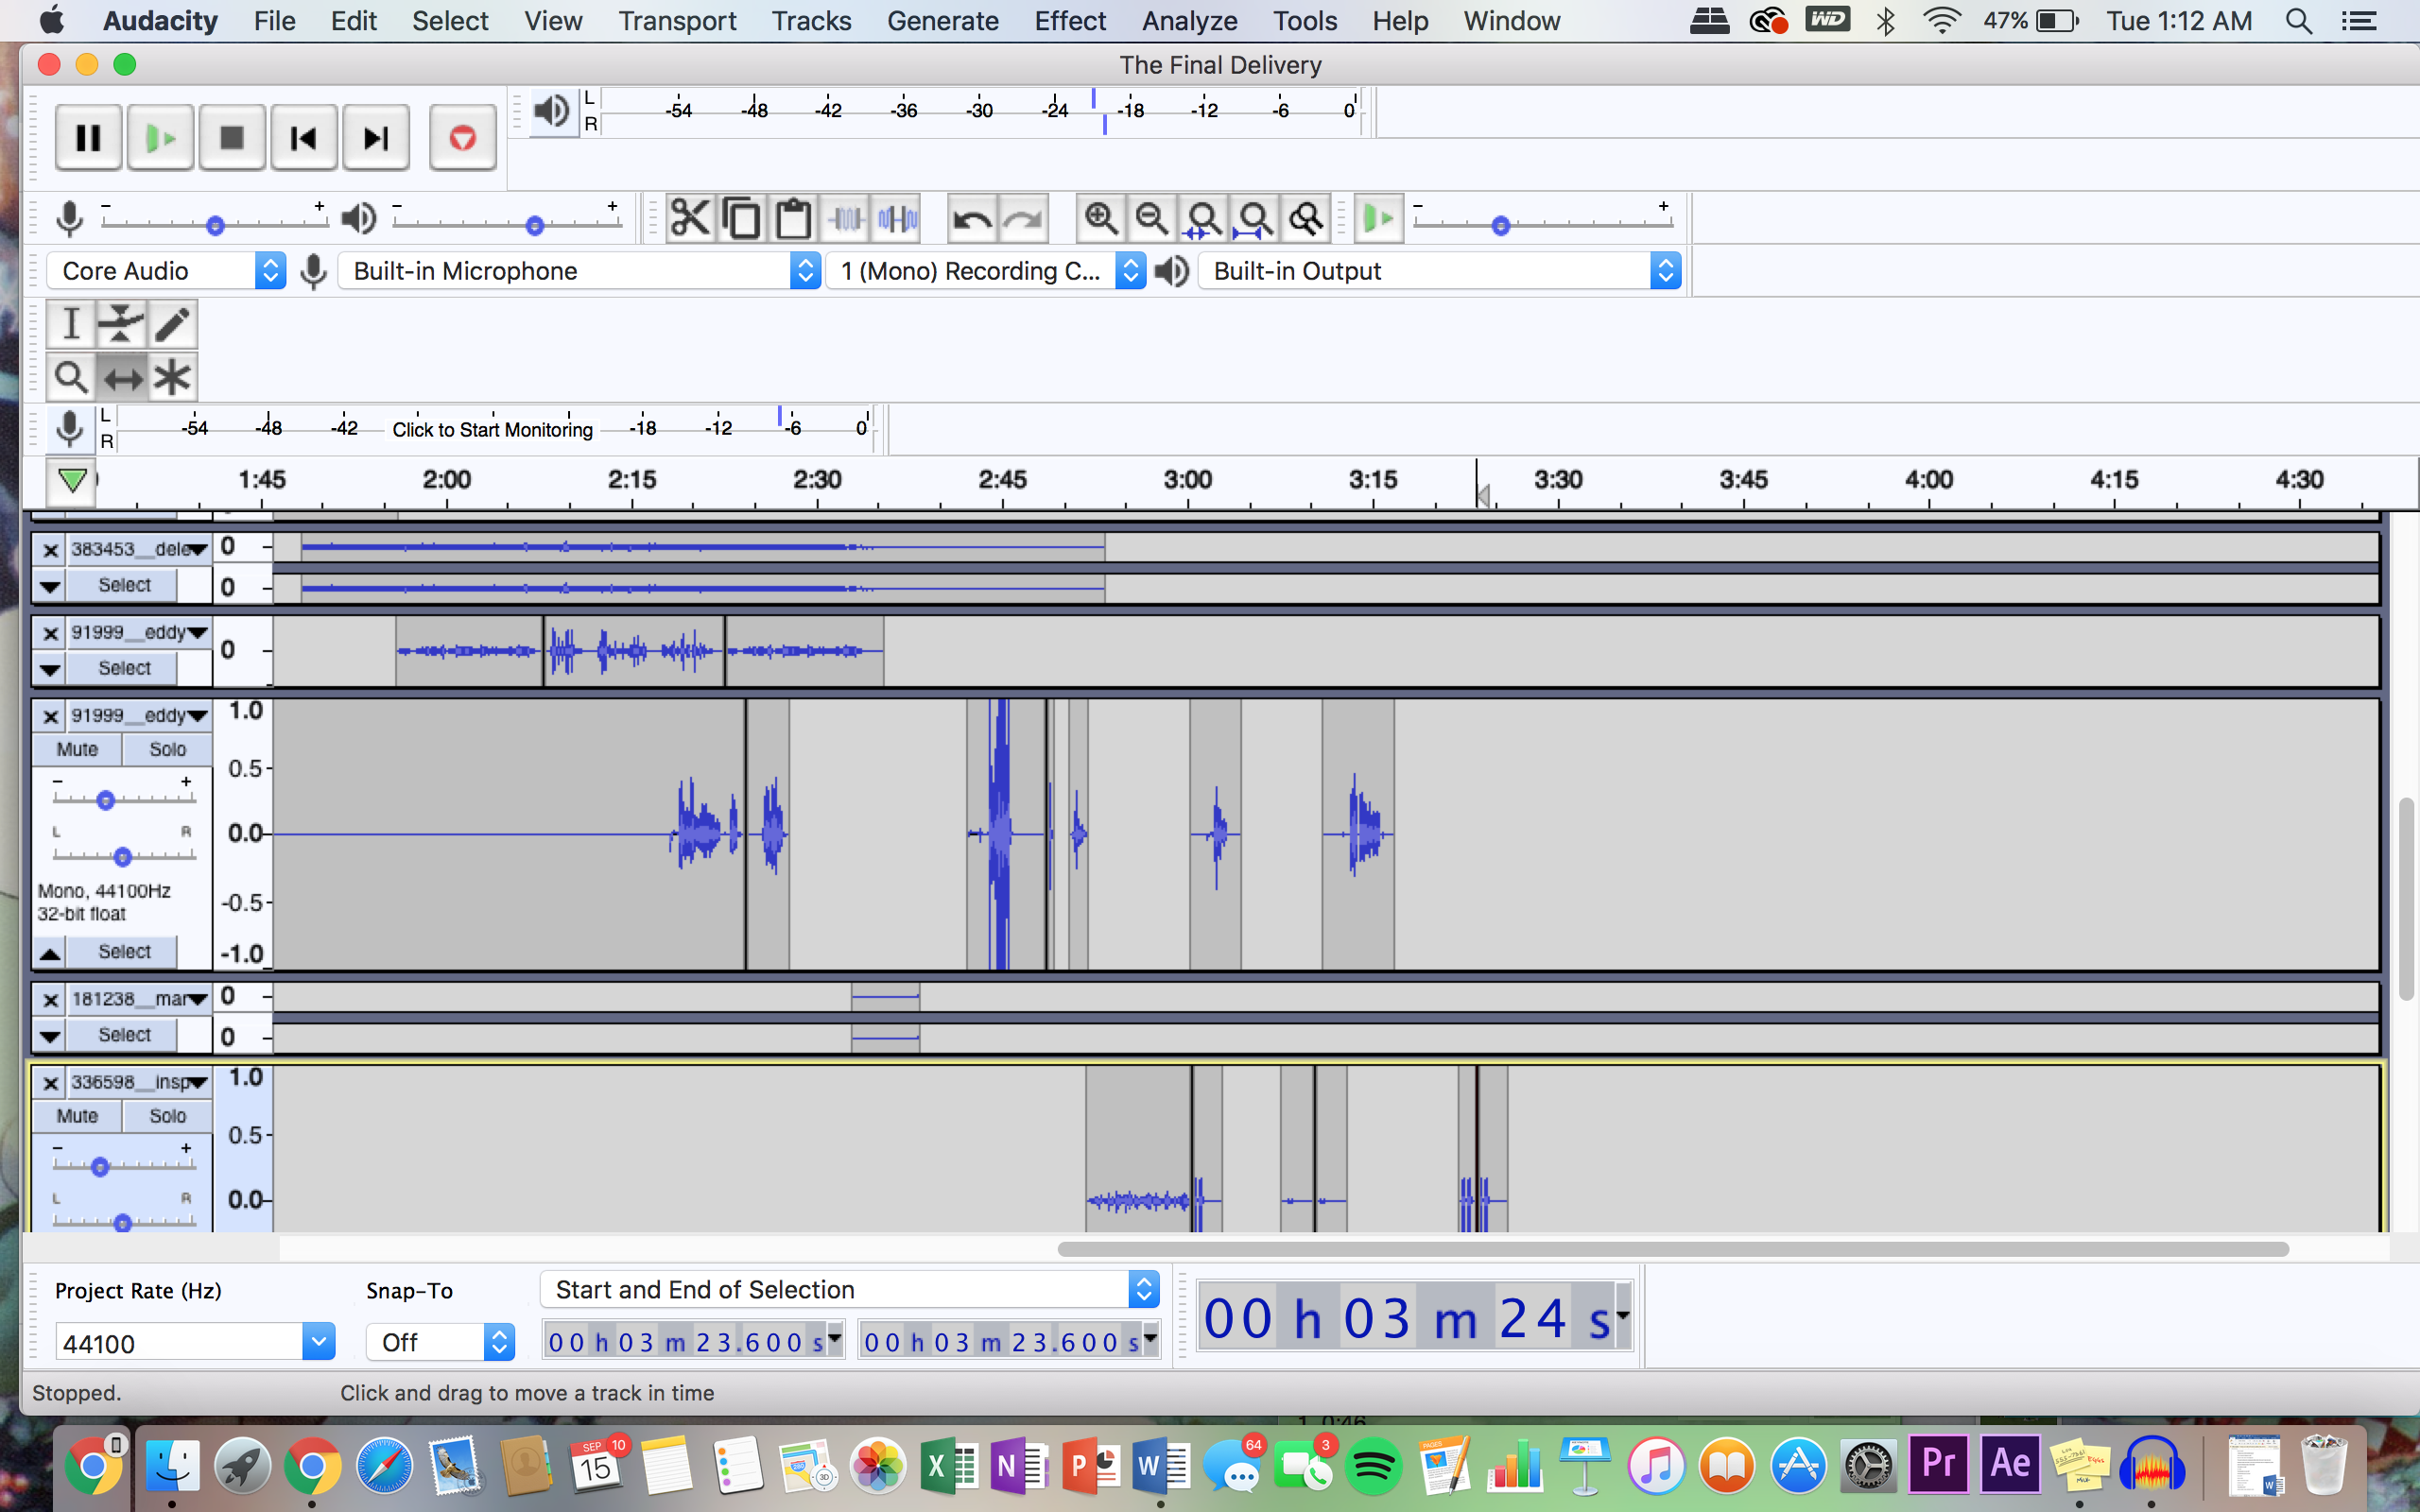 Audacity File Edit Select View Transport Tracks Generate Effect Analyze Tools Help Window WD 47% Tue 1:12 AM
The Final Delivery
L -54 -48 -42 -36 -30 -24 -18 -12 -6 0
R
- + - + - +
Core Audio Built-in Microphone 1 (Mono) Recording C... Built-in Output
L -54 -48 -42 Click to Start Monitoring -18 -12 -6 0
R
1:45 2:00 2:15 2:30 2:45 3:00 3:15 3:30 3:45 4:00 4:15 4:30
383453__dele 0
Select 0
91999__eddy 0
Select
91999__eddy 1.0
Mute Solo
0.5
- +
L R 0.0
Mono, 44100Hz
32-bit float -0.5
Select -1.0
181238__mar 0
Select 0
336598__insp 1.0
Mute Solo
0.5
- +
L R 0.0
Project Rate (Hz) Snap-To Start and End of Selection
44100 Off 00 h 03 m 23.600 s 00 h 03 m 23.600 s 00 h 03 m 24 s
Stopped. Click and drag to move a track in time
1 0:46
SEP 10 15 3D X N P W 64 3 PAGES Pr Ae